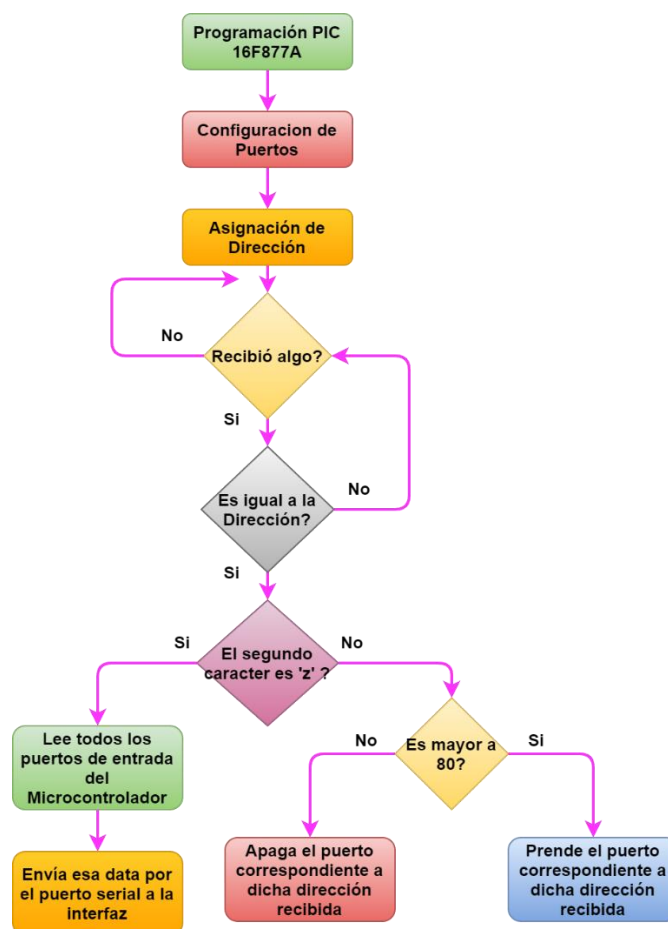 Programación PIC
16F877A
Configuracion de
Puertos
Asignación de
Dirección
No
Recibió algo?
Si
Es igual a la
Dirección?
No
Si
Si
El segundo
caracter es 'z' ?
No
Lee todos los
puertos de entrada
del
Microcontrolador
No
Es mayor a
80?
Si
Envía esa data por
el puerto serial a la
interfaz
Apaga el puerto
correspondiente a
dicha dirección
recibida
Prende el puerto
correspondiente a
dicha dirección
recibida